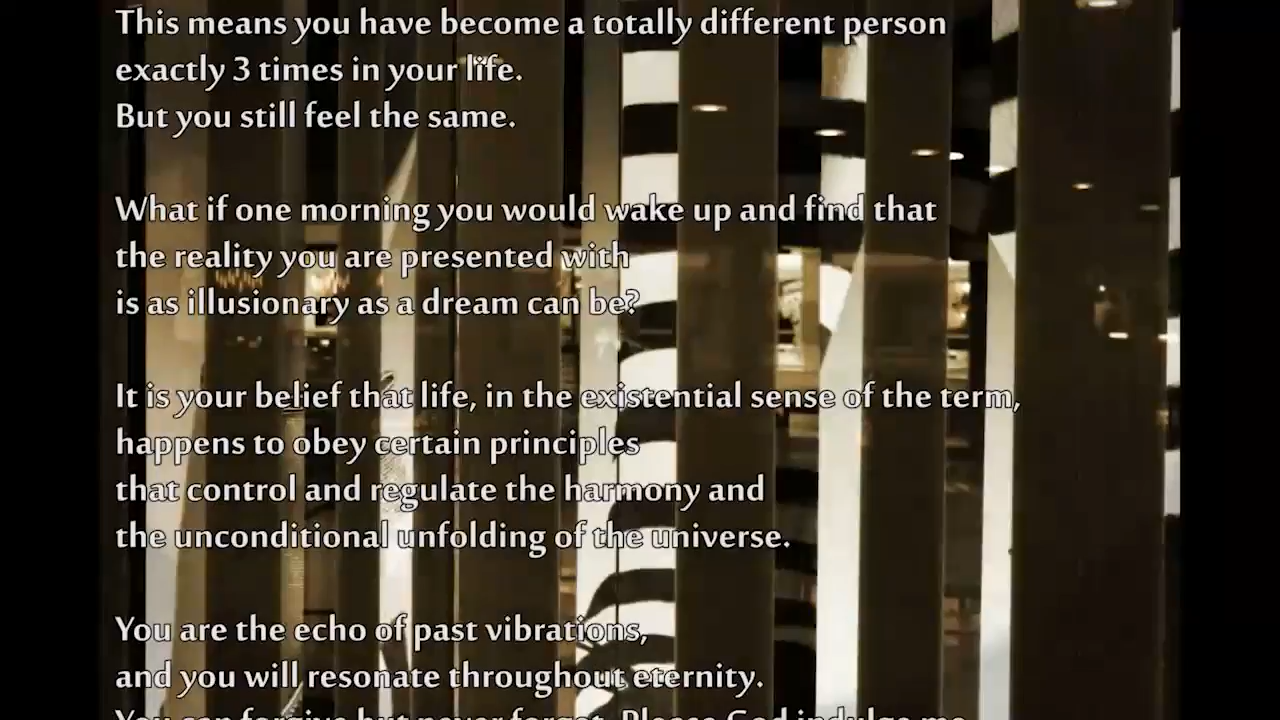 This means you have become a totally different person
exactly 3 times in your life.
But you still feel the same.
What if one morning you would wake up and find that
the reality you are presented with
is as illusionary as a dream can be?
It is your belief that life, in the existential sense of the term,
happens to obey certain principles
that control and regulate the harmony and
the unconditional unfolding of the universe.
You are the echo of past vibrations,
and you will resonate throughout eternity.
You can forgive but never forget. Please God indulge me